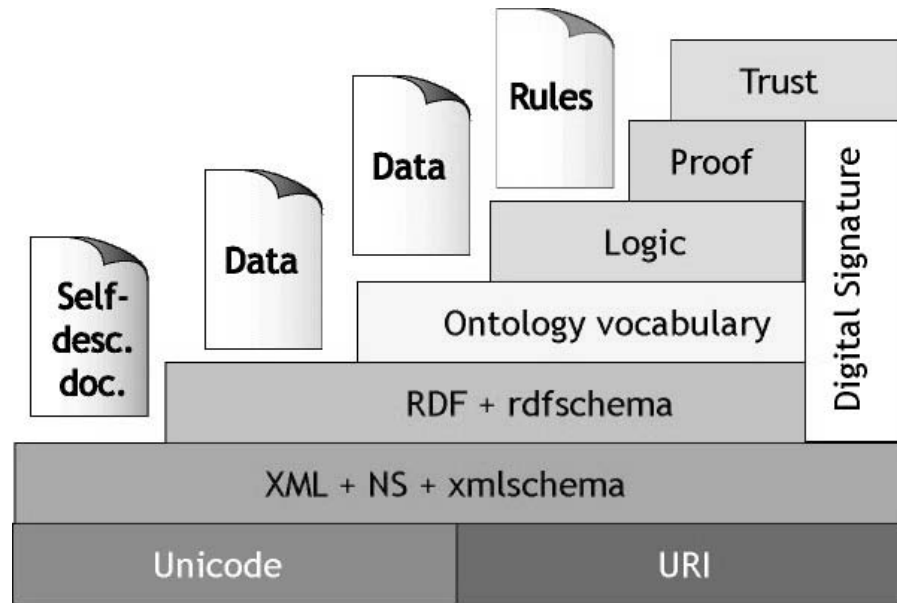 Rules
Trust
Data
Proof
Data
Logic
Self-
desc.
doc.
Ontology vocabulary
Digital Signature
RDF + rdfschema
XML + NS + xmlschema
Unicode
URI